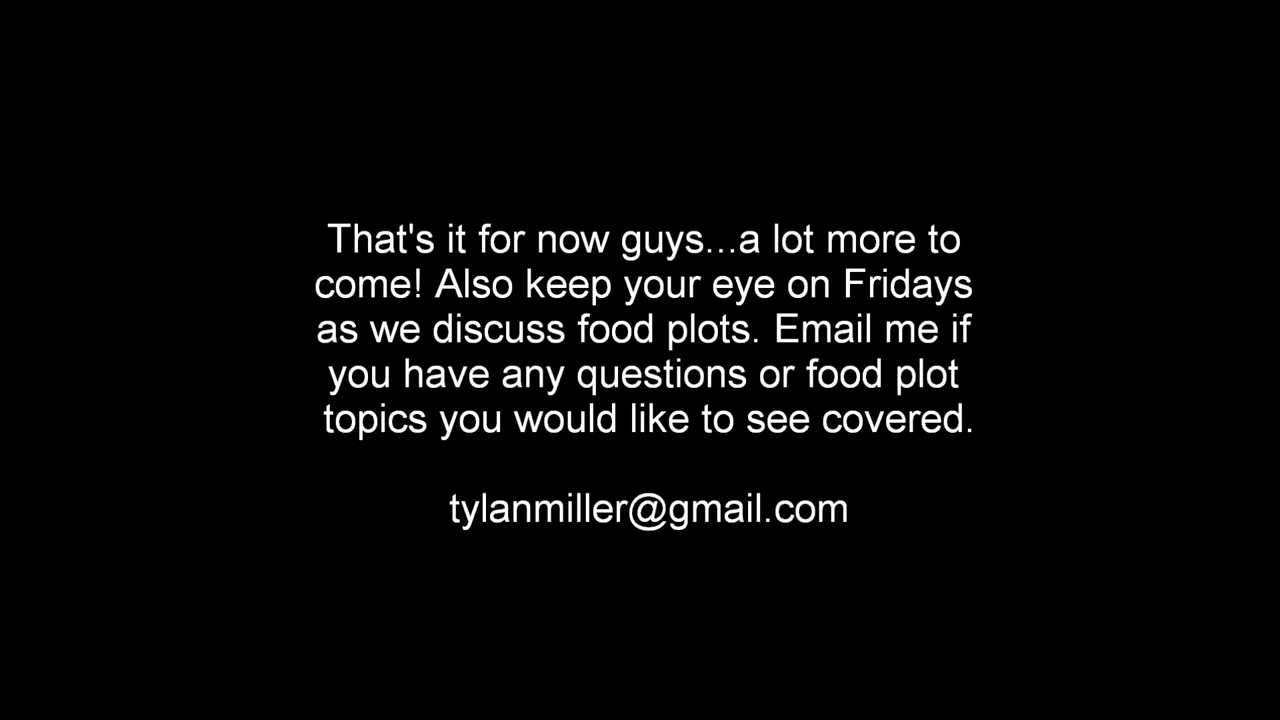 That's it for now guys...a lot more to
come! Also keep your eye on Fridays
as we discuss food plots. Email me if
you have any questions or food plot
topics you would like to see covered.
tylanmiller@gmail.com